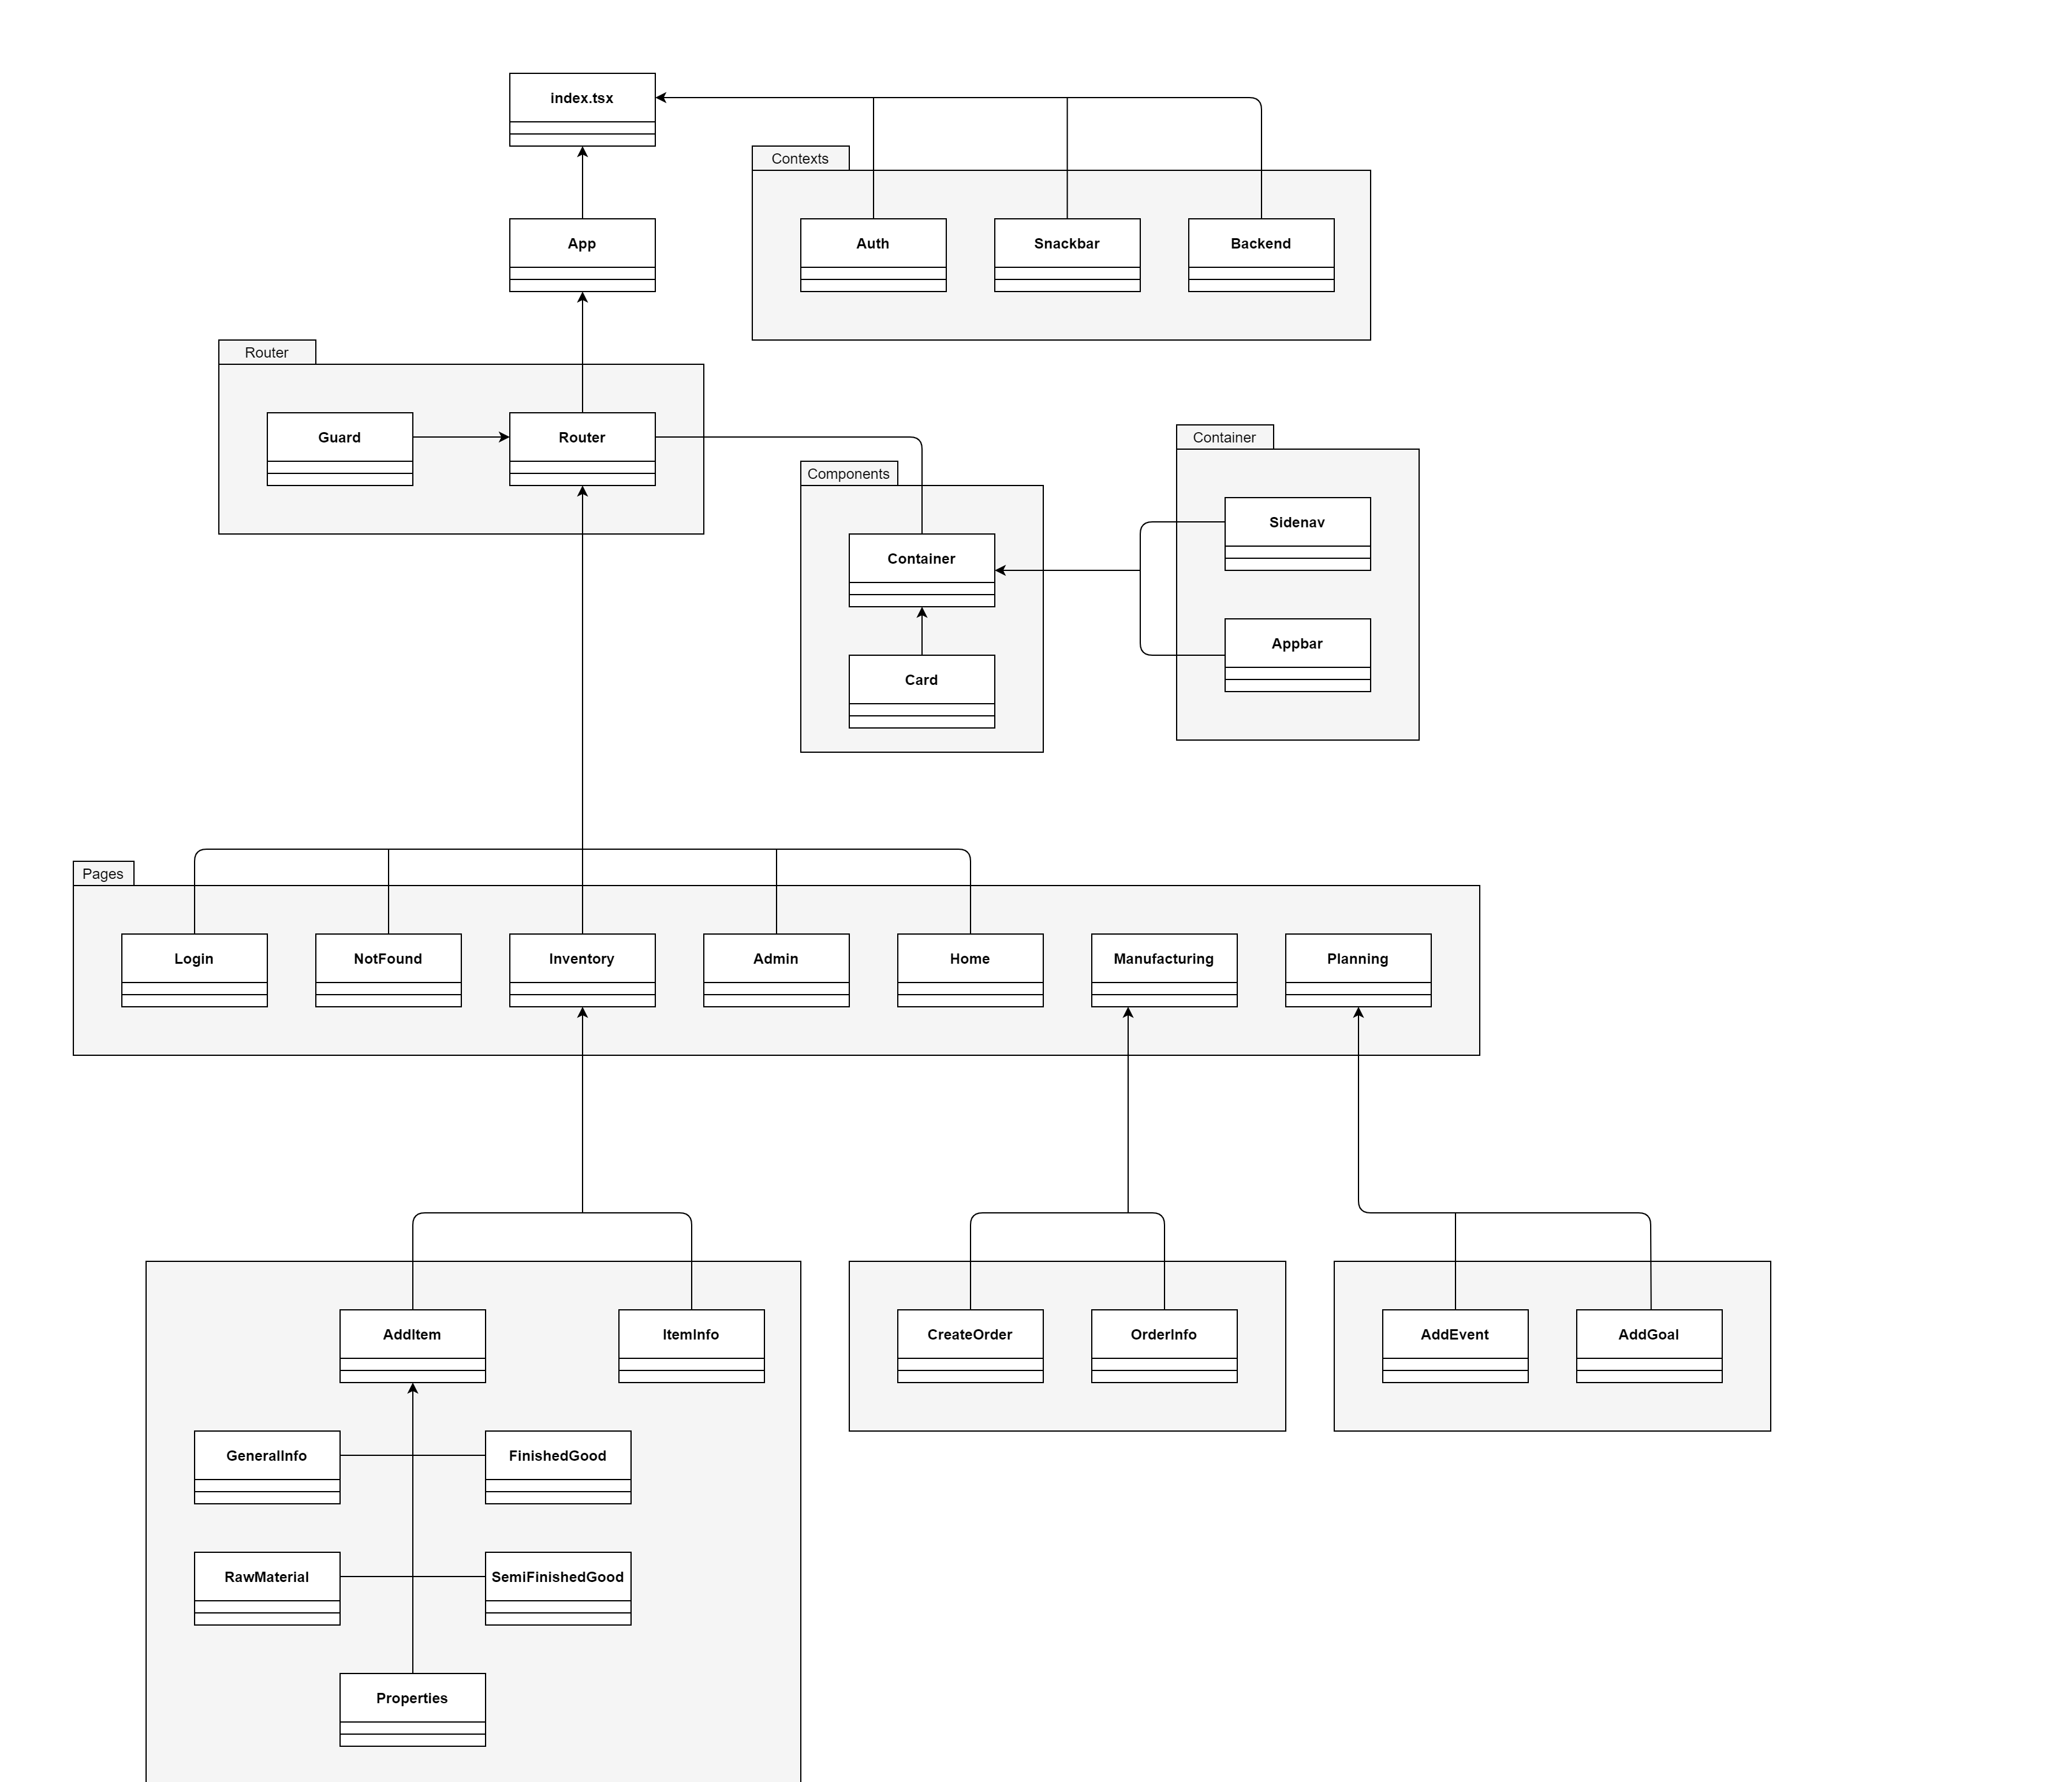 index.tsx
Contexts
App
Auth
Snackbar
Backend
Router
Guard
Router
Container
Components
Sidenav
Container
Appbar
Card
Pages
Login
NotFound
Inventory
Admin
Home
Manufacturing
Planning
AddItem
ItemInfo
CreateOrder
OrderInfo
AddEvent
AddGoal
GeneralInfo
FinishedGood
RawMaterial
SemiFinishedGood
Properties